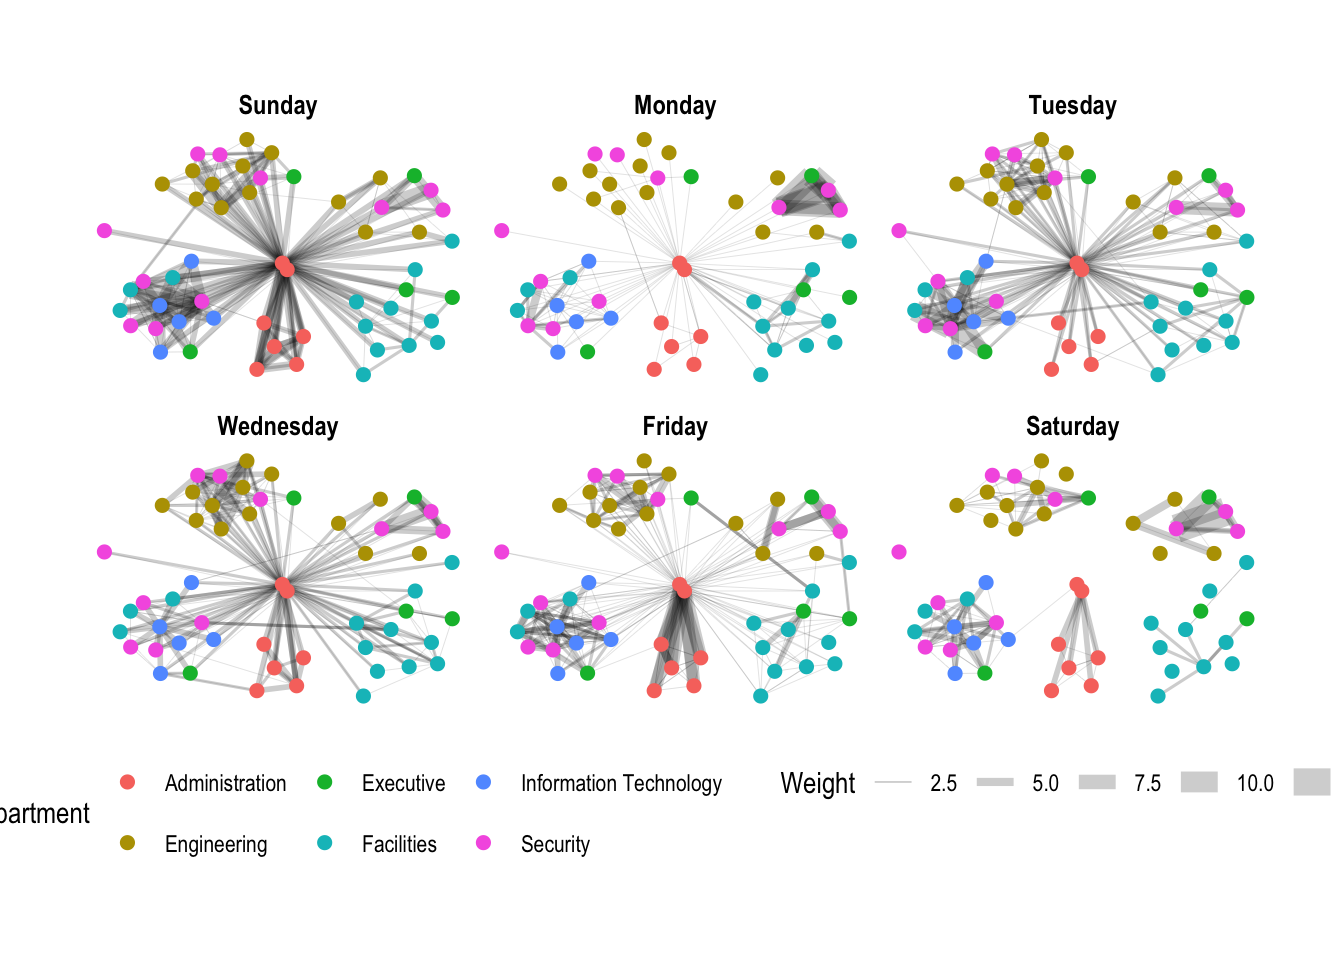 Sunday Monday Tuesday
Wednesday Friday Saturday
Administration Executive Information Technology Weight 2.5 5.0 7.5 10.0
partment
Engineering Facilities Security